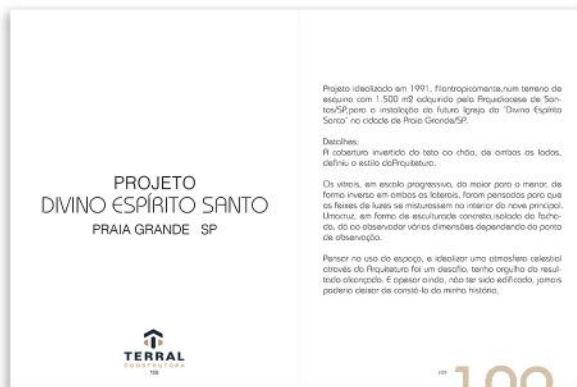 PROJETO
DIVINO ESPÍRITO SANTO
PRAIA GRANDE SP
TERRAL
CONSTRUTORA
Projeto idealizado em 1991, filantropicamente,num terreno de
esquina com 1.500 m2 adquirido pela Arquidiocese de San-
tos/SP,para a instalação da futura Igreja do "Divino Espírito
Santo" na cidade de Praia Grande/SP.
Detalhes:
A cobertura invertida do teto ao chão, de ambos os lados,
definiu o estilo daArquitetura.
Os vitrais, em escala progressiva, do maior para o menor, de
forma inversa em ambas as laterais, foram pensados para que
os feixes de luzes se misturassem no interior da nave principal.
Umacruz, em forma de esculturade concreto,isolada da facha-
da, dá ao observador várias dimensões dependendo do ponto
de observação.
Pensar no uso do espaço, e idealizar uma atmosfera celestial
através da Arquitetura foi um desafio, tenho orgulho do resul-
tado alcançado. E apesar ainda, não ter sido edificado, jamais
poderia deixar de constá-lo da minha história.
109